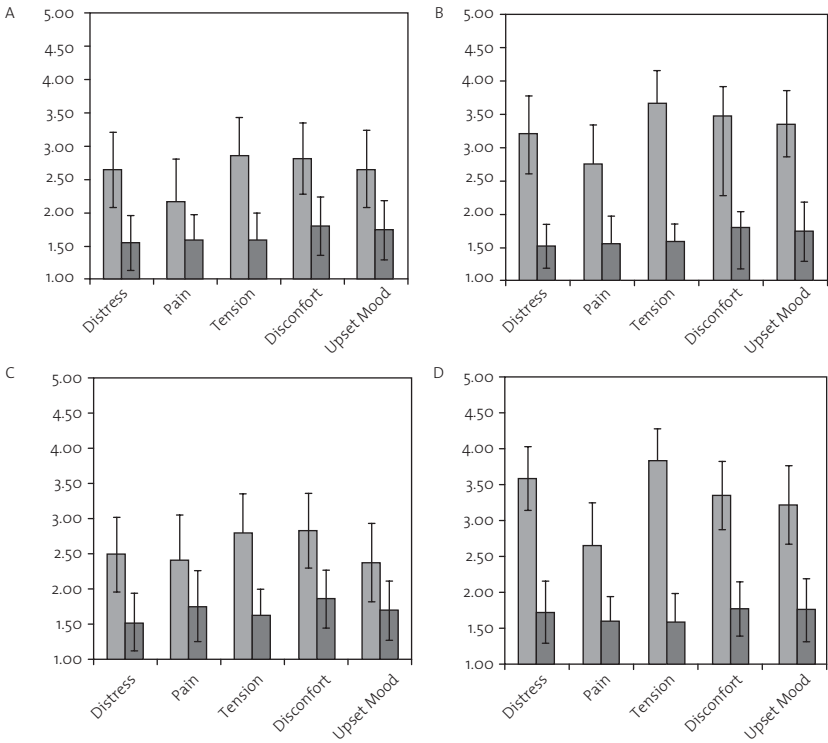 A
5.00
4.50
4.00
3.50
3.00
2.50
2.00
1.50
1.00
Distress
Pain
Tension
Disconfort
Upset Mood
B
5.00
4.50
4.00
3.50
3.00
2.50
2.00
1.50
1.00
Distress
Pain
Tension
Disconfort
Upset Mood
C
5.00
4.50
4.00
3.50
3.00
2.50
2.00
1.50
1.00
Distress
Pain
Tension
Disconfort
Upset Mood
D
5.00
4.50
4.00
3.50
3.00
2.50
2.00
1.50
1.00
Distress
Pain
Tension
Disconfort
Upset Mood